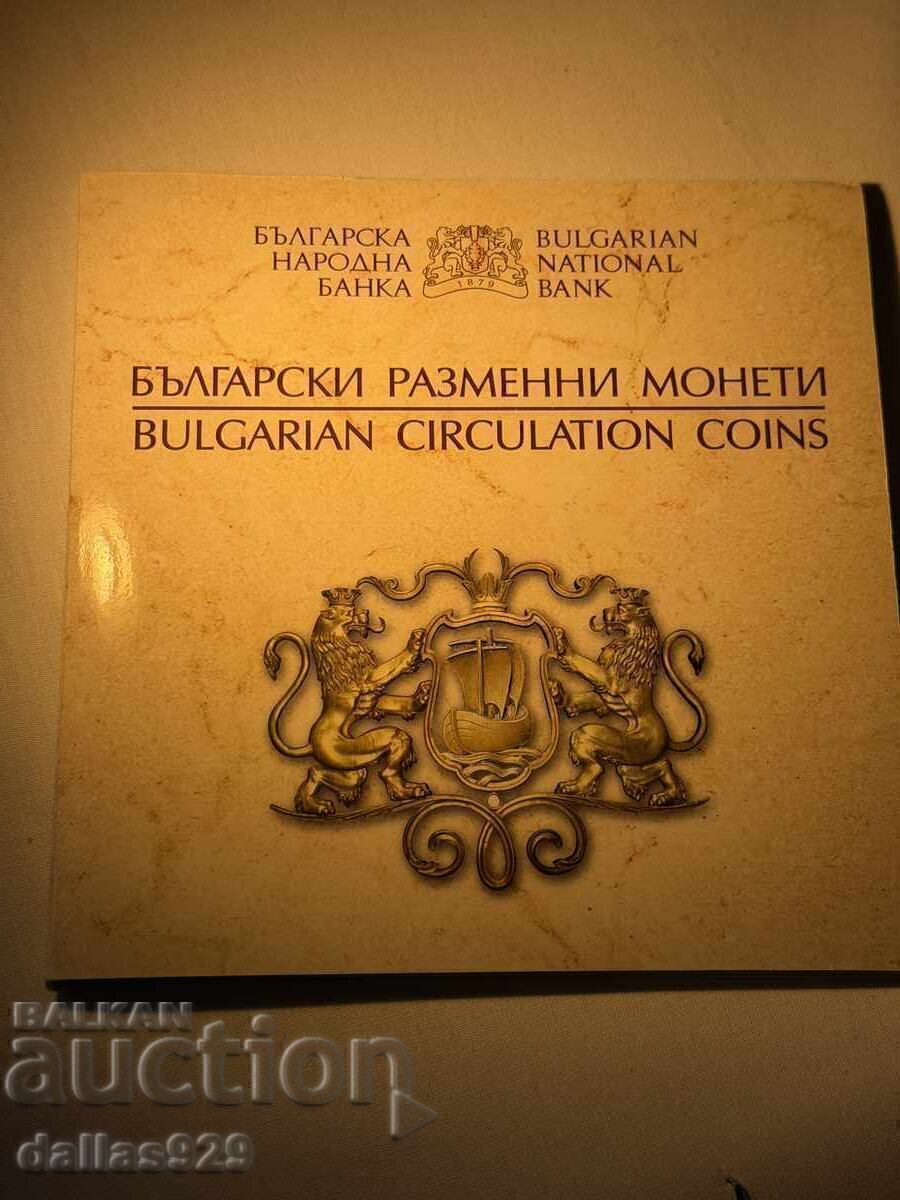 БЪЛГАРСКА
НАРОДНА
БАНКА
1879
BULGARIAN
NATIONAL
BANK
БЪЛГАРСКИ РАЗМЕННИ МОНЕТИ
BULGARIAN CIRCULATION COINS
BALKAN
auction
dallas929